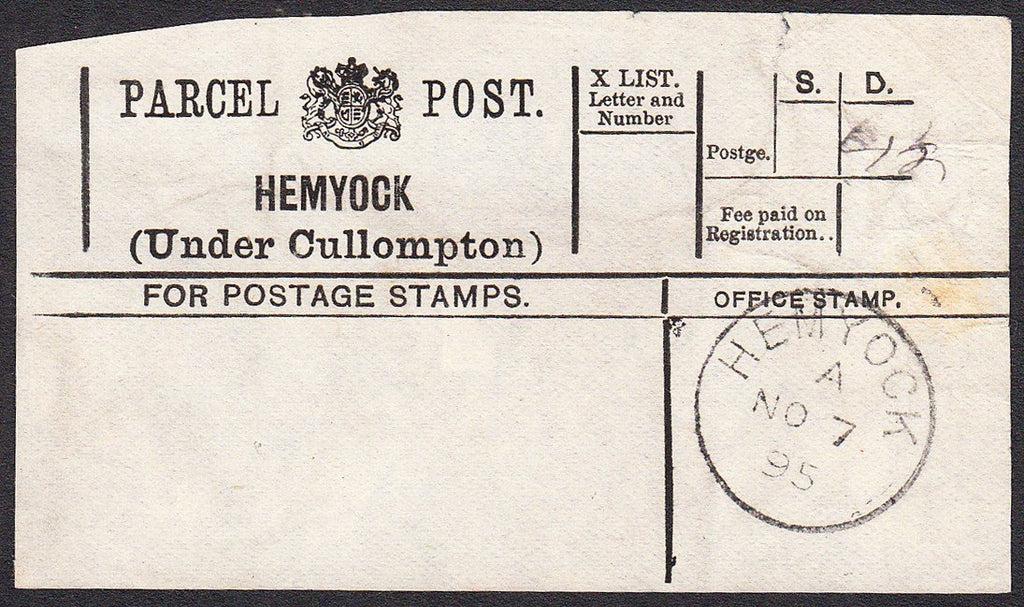 PARCEL POST.
HEMYOCK
(Under Cullompton)
X LIST.
Letter and
Number
S. D.
Postge.
Fee paid on
Registration..
FOR POSTAGE STAMPS.
OFFICE STAMP.
HEMYOCK
A
NO 7
95